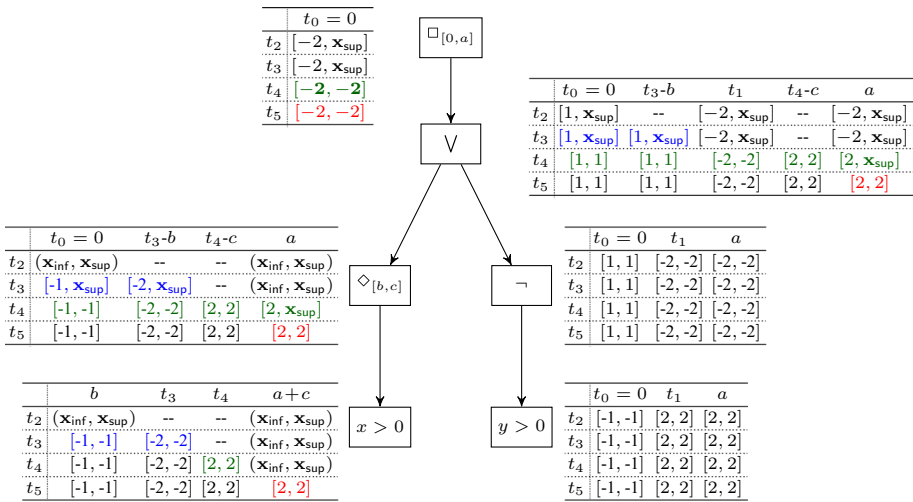 t₀ = 0
t₂ [−2, x_sup]
t₃ [−2, x_sup]
t₄ [−2, −2]
t₅ [−2, −2]
□[0,a]
∨
t₀ = 0 t₃-b t₁ t₄-c a
t₂ [1, x_sup] -- [−2, x_sup] -- [−2, x_sup]
t₃ [1, x_sup] [1, x_sup] [−2, x_sup] -- [−2, x_sup]
t₄ [1, 1] [1, 1] [-2, -2] [2, 2] [2, x_sup]
t₅ [1, 1] [1, 1] [-2, -2] [2, 2] [2, 2]
t₀ = 0 t₃-b t₄-c a
t₂ (x_inf, x_sup) -- -- (x_inf, x_sup)
t₃ [-1, x_sup] [-2, x_sup] -- (x_inf, x_sup)
t₄ [-1, -1] [-2, -2] [2, 2] [2, x_sup]
t₅ [-1, -1] [-2, -2] [2, 2] [2, 2]
◇[b,c]
¬
t₀ = 0 t₁ a
t₂ [1, 1] [-2, -2] [-2, -2]
t₃ [1, 1] [-2, -2] [-2, -2]
t₄ [1, 1] [-2, -2] [-2, -2]
t₅ [1, 1] [-2, -2] [-2, -2]
b t₃ t₄ a+c
t₂ (x_inf, x_sup) -- -- (x_inf, x_sup)
t₃ [-1, -1] [-2, -2] -- (x_inf, x_sup)
t₄ [-1, -1] [-2, -2] [2, 2] (x_inf, x_sup)
t₅ [-1, -1] [-2, -2] [2, 2] [2, 2]
x > 0
y > 0
t₀ = 0 t₁ a
t₂ [-1, -1] [2, 2] [2, 2]
t₃ [-1, -1] [2, 2] [2, 2]
t₄ [-1, -1] [2, 2] [2, 2]
t₅ [-1, -1] [2, 2] [2, 2]